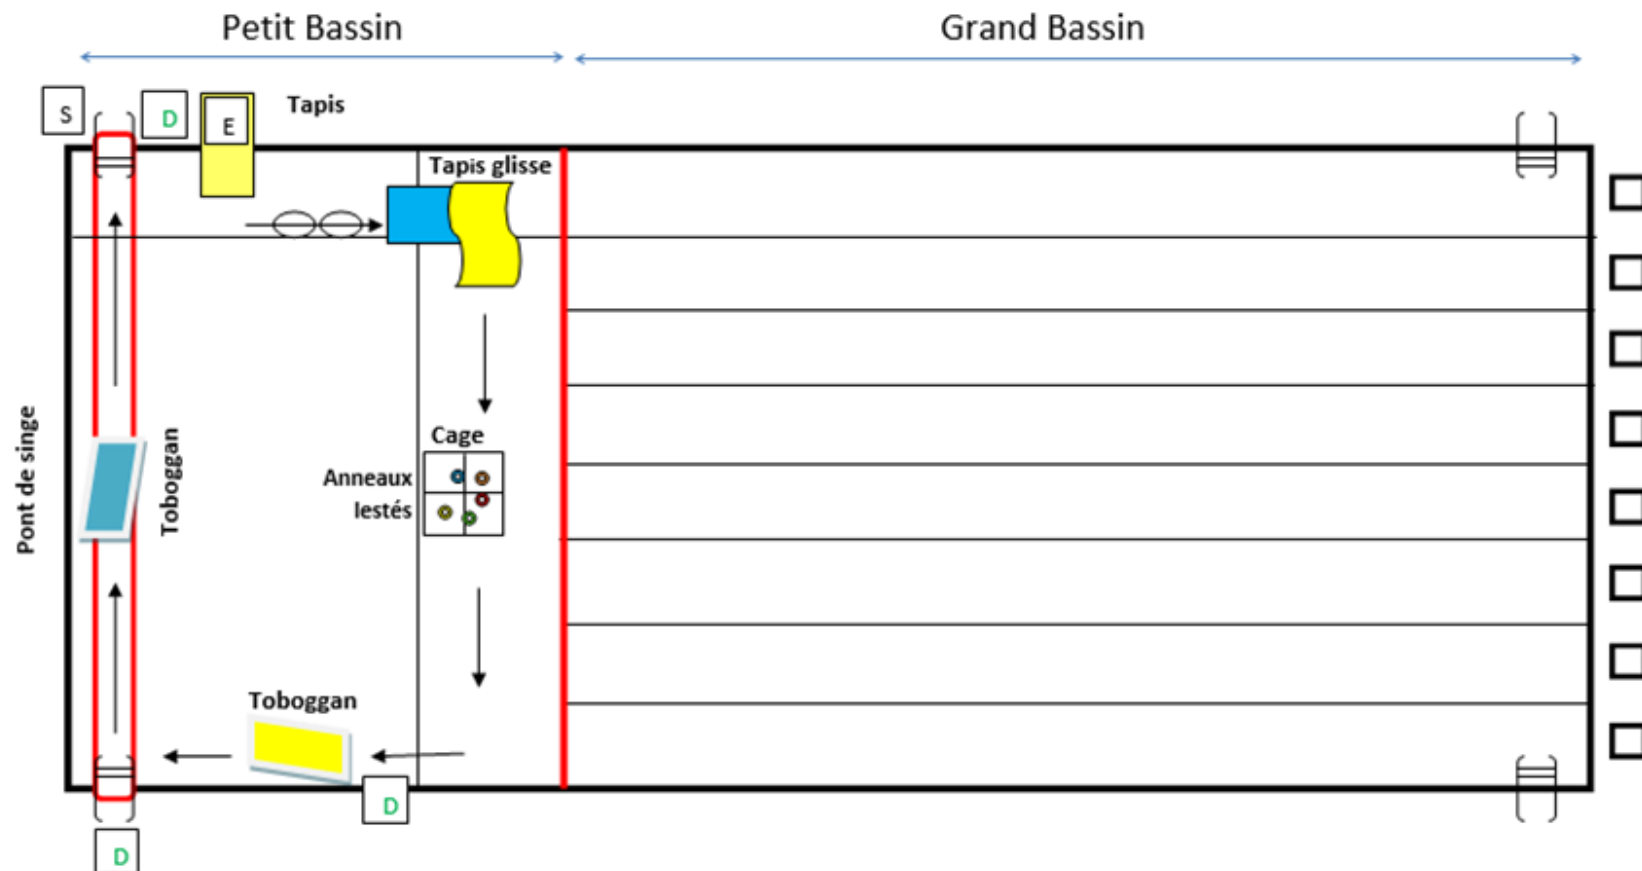 Petit Bassin
Grand Bassin
S
D
E
Tapis
Tapis glisse
Cage
Anneaux
lestés
Pont de singe
Toboggan
Toboggan
D
D